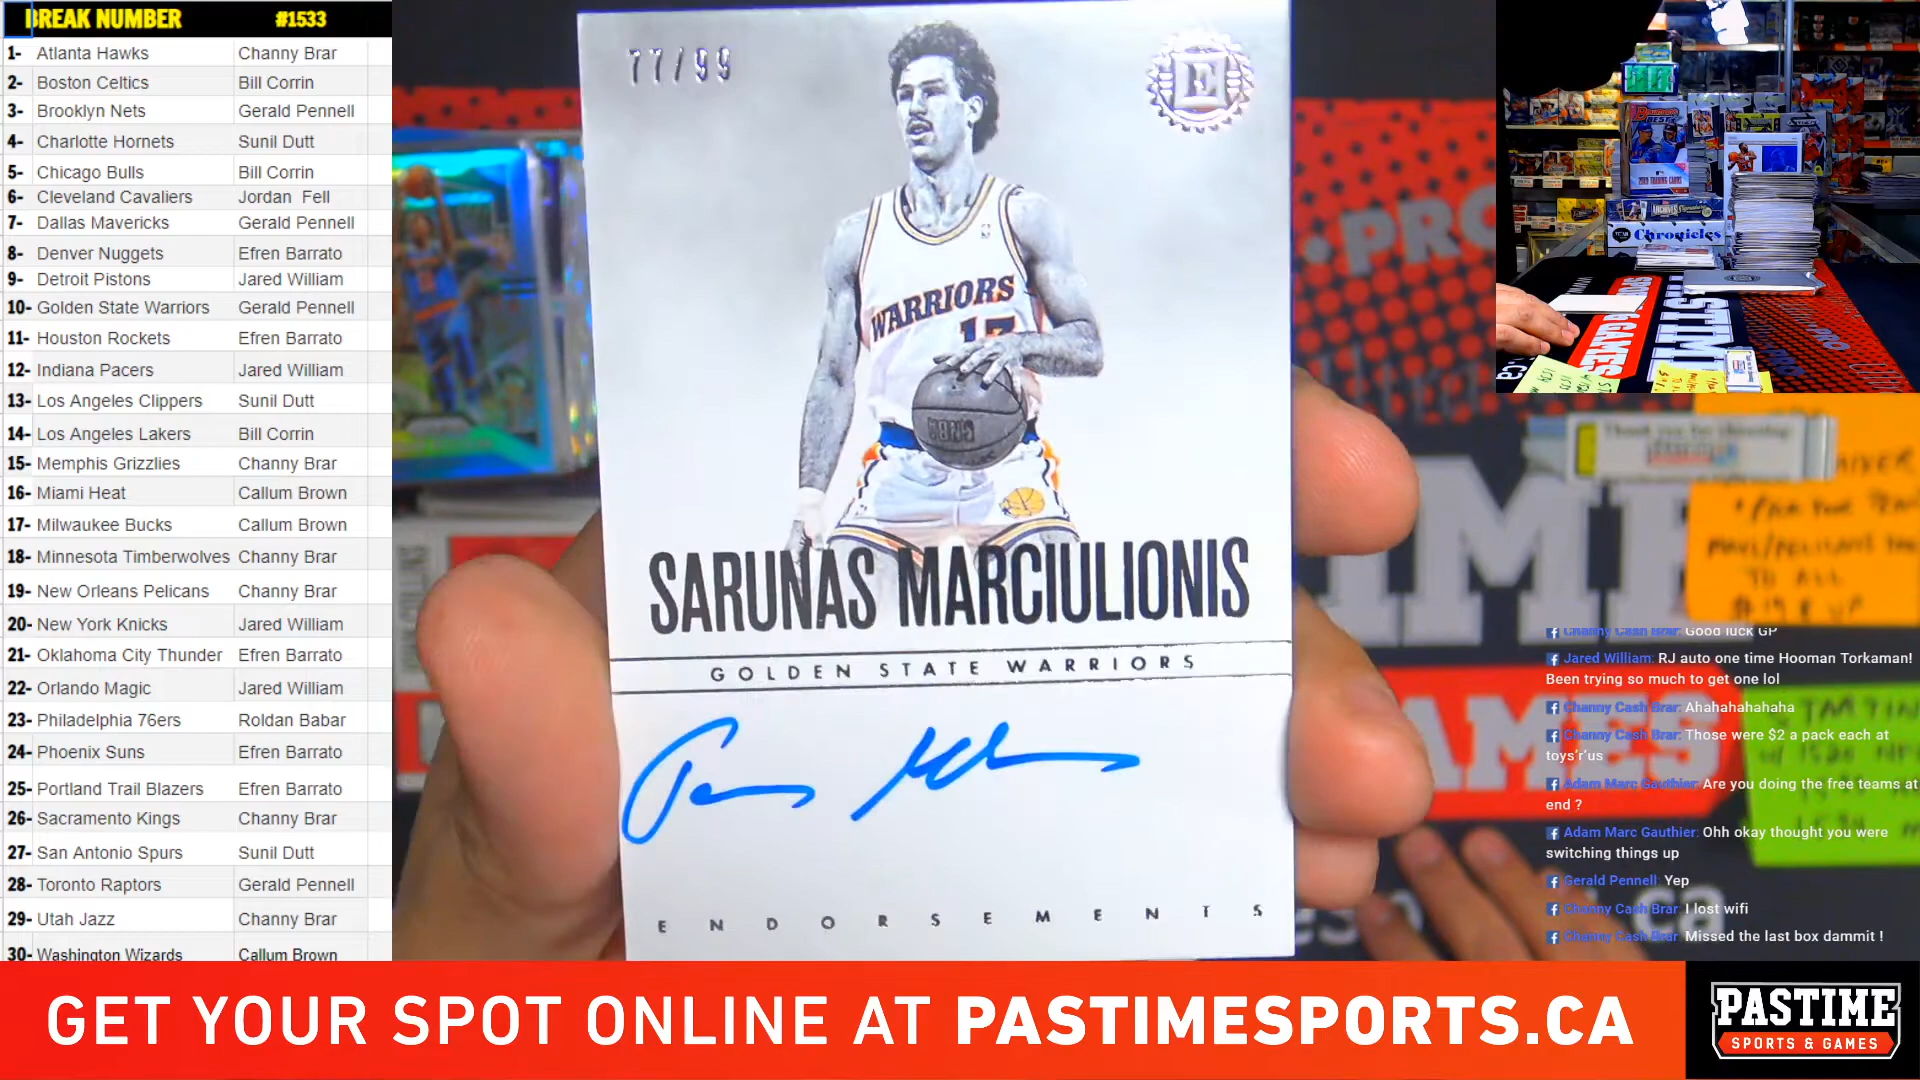 BREAK NUMBER #1533
1- Atlanta Hawks Channy Brar
2- Boston Celtics Bill Corrin
3- Brooklyn Nets Gerald Pennell
4- Charlotte Hornets Sunil Dutt
5- Chicago Bulls Bill Corrin
6- Cleveland Cavaliers Jordan Fell
7- Dallas Mavericks Gerald Pennell
8- Denver Nuggets Efren Barrato
9- Detroit Pistons Jared William
10- Golden State Warriors Gerald Pennell
11- Houston Rockets Efren Barrato
12- Indiana Pacers Jared William
13- Los Angeles Clippers Sunil Dutt
14- Los Angeles Lakers Bill Corrin
15- Memphis Grizzlies Channy Brar
16- Miami Heat Callum Brown
17- Milwaukee Bucks Callum Brown
18- Minnesota Timberwolves Channy Brar
19- New Orleans Pelicans Channy Brar
20- New York Knicks Jared William
21- Oklahoma City Thunder Efren Barrato
22- Orlando Magic Jared William
23- Philadelphia 76ers Roldan Babar
24- Phoenix Suns Efren Barrato
25- Portland Trail Blazers Efren Barrato
26- Sacramento Kings Channy Brar
27- San Antonio Spurs Sunil Dutt
28- Toronto Raptors Gerald Pennell
29- Utah Jazz Channy Brar
30- Washington Wizards Callum Brown
77/99
E
WARRIORS
SARUNAS MARCIULIONIS
GOLDEN STATE WARRIORS
ENDORSEMENTS
Chronicles
Channy Cash Brar: Good luck GP
Jared William: RJ auto one time Hooman Torkaman!
Been trying so much to get one lol
Channy Cash Brar: Ahahahahahaha
Channy Cash Brar: Those were $2 a pack each at
toys'r'us
Adam Marc Gauthier: Are you doing the free teams at
end ?
Adam Marc Gauthier: Ohh okay thought you were
switching things up
Gerald Pennell: Yep
Channy Cash Brar: I lost wifi
Channy Cash Brar: Missed the last box dammit !
GET YOUR SPOT ONLINE AT PASTIMESPORTS.CA
PASTIME
SPORTS & GAMES